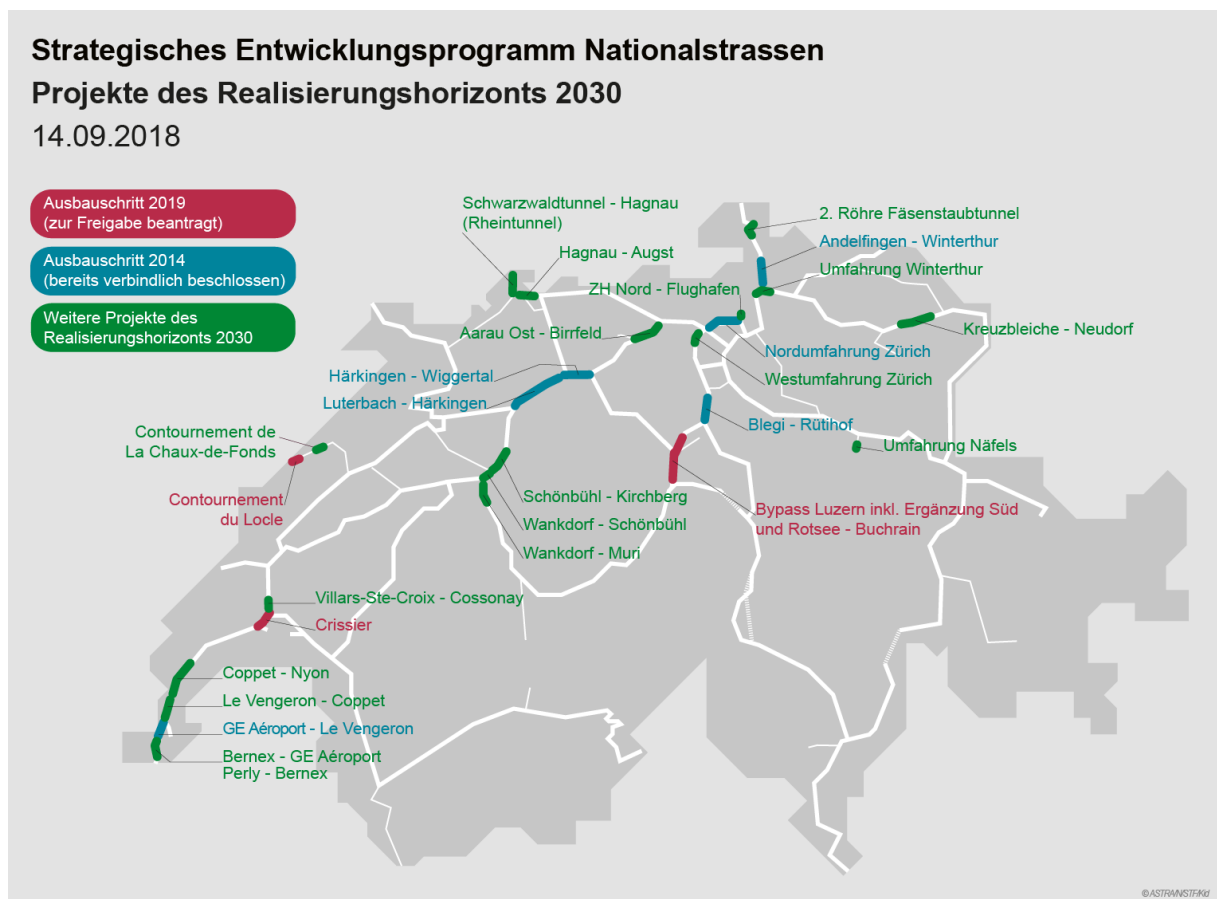 Strategisches Entwicklungsprogramm Nationalstrassen
Projekte des Realisierungshorizonts 2030
14.09.2018
Ausbauschritt 2019
(zur Freigabe beantragt)
Ausbauschritt 2014
(bereits verbindlich beschlossen)
Weitere Projekte des
Realisierungshorizonts 2030
Schwarzwaldtunnel - Hagnau
(Rheintunnel)
Hagnau - Augst
ZH Nord - Flughafen
Aarau Ost - Birrfeld
Härkingen - Wiggertal
Luterbach - Härkingen
2. Röhre Fäsenstaubtunnel
Andelfingen - Winterthur
Umfahrung Winterthur
Kreuzbleiche - Neudorf
Nordumfahrung Zürich
Westumfahrung Zürich
Blegi - Rütihof
Umfahrung Näfels
Contournement de
La Chaux-de-Fonds
Contournement
du Locle
Schönbühl - Kirchberg
Wankdorf - Schönbühl
Wankdorf - Muri
Bypass Luzern inkl. Ergänzung Süd
und Rotsee - Buchrain
Villars-Ste-Croix - Cossonay
Crissier
Coppet - Nyon
Le Vengeron - Coppet
GE Aéroport - Le Vengeron
Bernex - GE Aéroport
Perly - Bernex